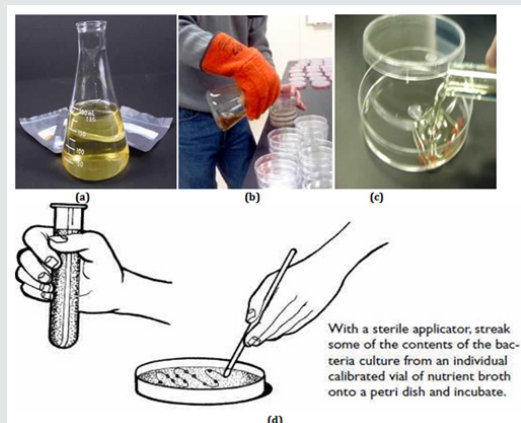 (a)
(b)
(c)
With a sterile applicator, streak
some of the contents of the bac-
teria culture from an individual
calibrated vial of nutrient broth
onto a petri dish and incubate.
(d)